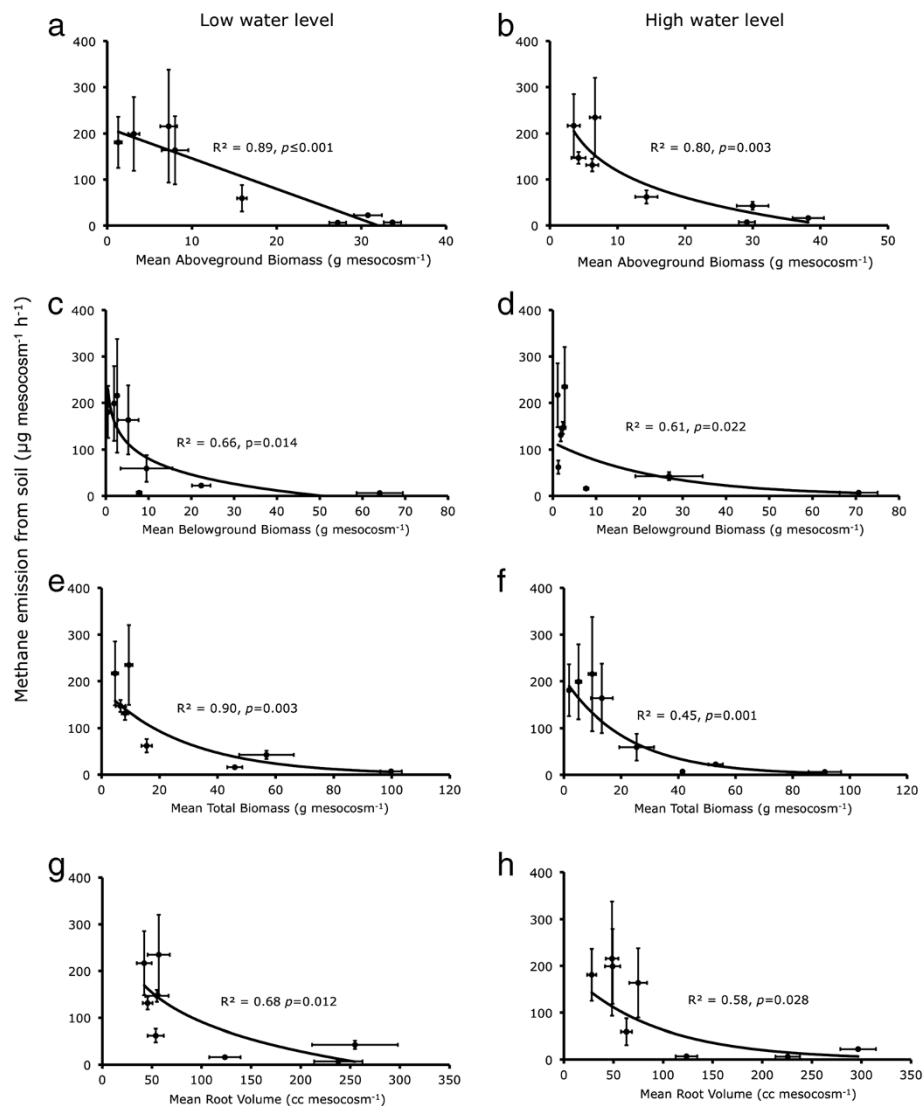 Low water level
High water level
Methane emission from soil (µg mesocosm⁻¹ h⁻¹)
a
400
300
200
100
0
R² = 0.89, p≤0.001
0 10 20 30 40
Mean Aboveground Biomass (g mesocosm⁻¹)
b
400
300
200
100
0
R² = 0.80, p=0.003
0 10 20 30 40 50
Mean Aboveground Biomass (g mesocosm⁻¹)
c
400
300
200
100
0
R² = 0.66, p=0.014
0 10 20 30 40 50 60 70 80
Mean Belowground Biomass (g mesocosm⁻¹)
d
400
300
200
100
0
R² = 0.61, p=0.022
0 10 20 30 40 50 60 70 80
Mean Belowground Biomass (g mesocosm⁻¹)
e
400
300
200
100
0
R² = 0.90, p=0.003
0 20 40 60 80 100 120
Mean Total Biomass (g mesocosm⁻¹)
f
400
300
200
100
0
R² = 0.45, p=0.001
0 20 40 60 80 100 120
Mean Total Biomass (g mesocosm⁻¹)
g
400
300
200
100
0
R² = 0.68 p=0.012
0 50 100 150 200 250 300 350
Mean Root Volume (cc mesocosm⁻¹)
h
400
300
200
100
0
R² = 0.58, p=0.028
0 50 100 150 200 250 300 350
Mean Root Volume (cc mesocosm⁻¹)